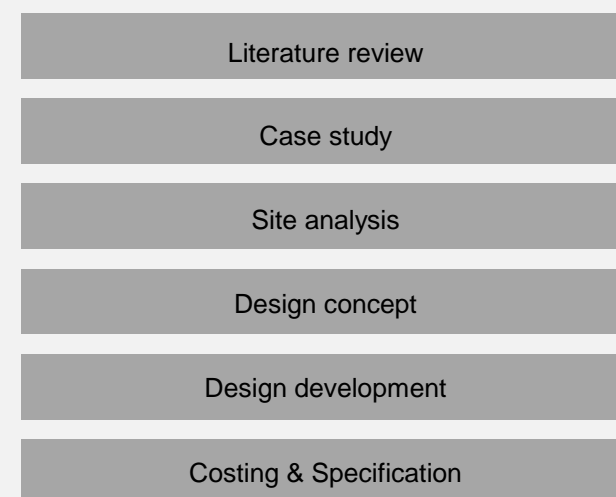 Literature review
Case study
Site analysis
Design concept
Design development
Costing & Specification